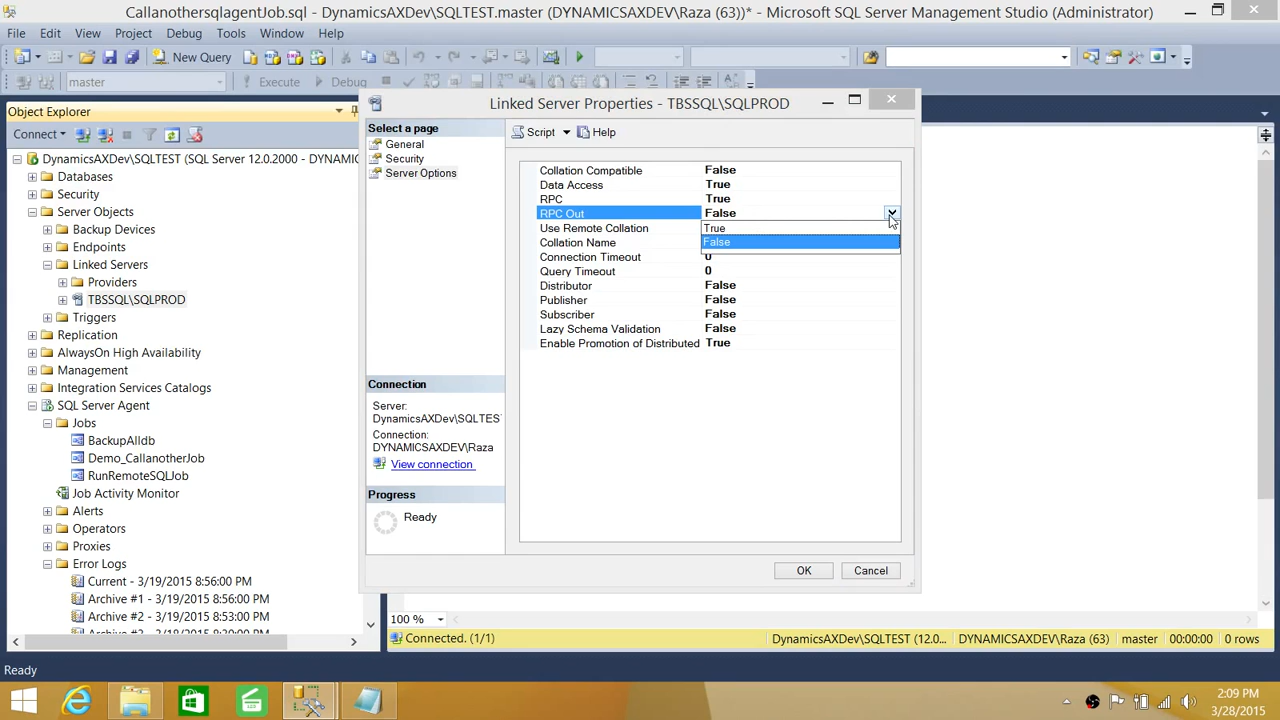 CallanothersqlagentJob.sql - DynamicsAXDev\SQLTEST.master (DYNAMICSAXDEV\Raza (63))* - Microsoft SQL Server Management Studio (Administrator)
File Edit View Project Debug Tools Window Help
New Query
master Execute Debug
Object Explorer
Connect
DynamicsAXDev\SQLTEST (SQL Server 12.0.2000 - DYNAMIC
Databases
Security
Server Objects
Backup Devices
Endpoints
Linked Servers
Providers
TBSSQL\SQLPROD
Triggers
Replication
AlwaysOn High Availability
Management
Integration Services Catalogs
SQL Server Agent
Jobs
BackupAlldb
Demo_CallanotherJob
RunRemoteSQLJob
Job Activity Monitor
Alerts
Operators
Proxies
Error Logs
Current - 3/19/2015 8:56:00 PM
Archive #1 - 3/19/2015 8:56:00 PM
Archive #2 - 3/19/2015 8:53:00 PM
Linked Server Properties - TBSSQL\SQLPROD
Select a page
General
Security
Server Options
Script Help
Collation Compatible False
Data Access True
RPC True
RPC Out False
True
False
Use Remote Collation
Collation Name
Connection Timeout 0
Query Timeout 0
Distributor False
Publisher False
Subscriber False
Lazy Schema Validation False
Enable Promotion of Distributed True
Connection
Server:
DynamicsAXDev\SQLTES
Connection:
DYNAMICSAXDEV\Raza
View connection
Progress
Ready
OK Cancel
100 %
Connected. (1/1) DynamicsAXDev\SQLTEST (12.0... DYNAMICSAXDEV\Raza (63) master 00:00:00 0 rows
Ready
2:09 PM
3/28/2015